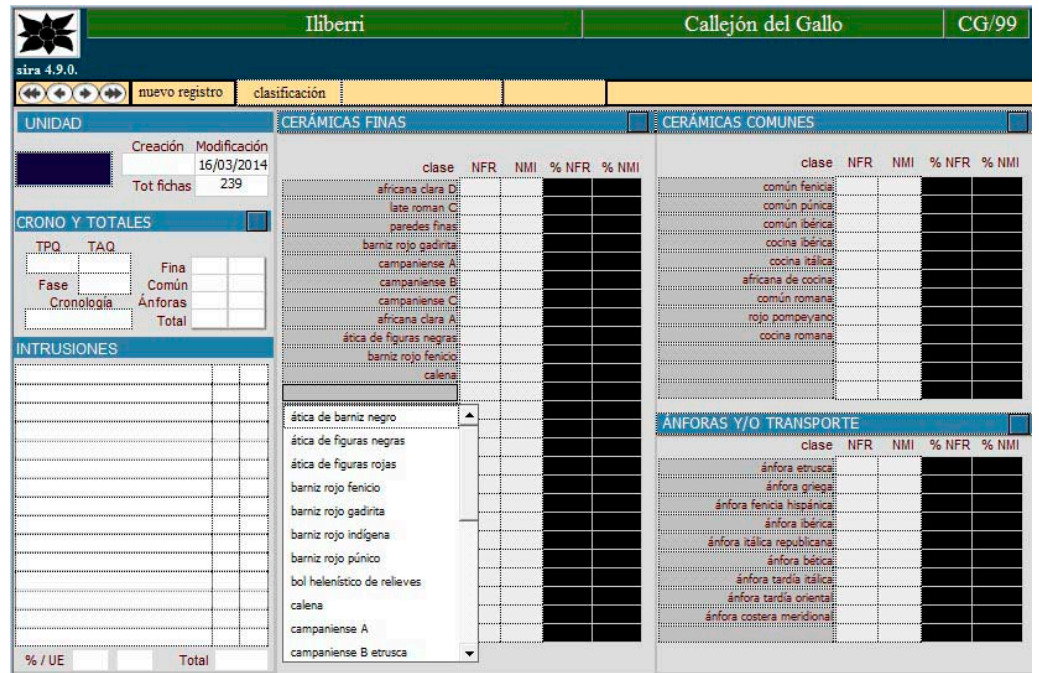 Iliberri Callejón del Gallo CG/99
sira 4.9.0.
nuevo registro clasificación
UNIDAD
Creación Modificación
16/03/2014
Tot fichas 239
CRONO Y TOTALES
TPQ TAQ
Fina
Fase Común
Cronología Ánforas
Total
INTRUSIONES
% / UE Total
CERÁMICAS FINAS
clase NFR NMI % NFR % NMI
africana clara D
late roman C
paredes finas
barniz rojo gadirita
campaniense A
campaniense B
campaniense C
africana clara A
ática de figuras negras
barniz rojo fenicio
calena
ática de barniz negro
ática de figuras negras
ática de figuras rojas
barniz rojo fenicio
barniz rojo gadirita
barniz rojo indígena
barniz rojo púnico
bol helenístico de relieves
calena
campaniense A
campaniense B etrusca
CERÁMICAS COMUNES
clase NFR NMI % NFR % NMI
común fenicia
común púnica
común ibérica
cocina ibérica
cocina itálica
africana de cocina
común romana
rojo pompeyano
cocina romana
ÁNFORAS Y/O TRANSPORTE
clase NFR NMI % NFR % NMI
ánfora etrusca
ánfora griega
ánfora fenicia hispánica
ánfora ibérica
ánfora itálica republicana
ánfora bética
ánfora tardía itálica
ánfora tardía oriental
ánfora costera meridional